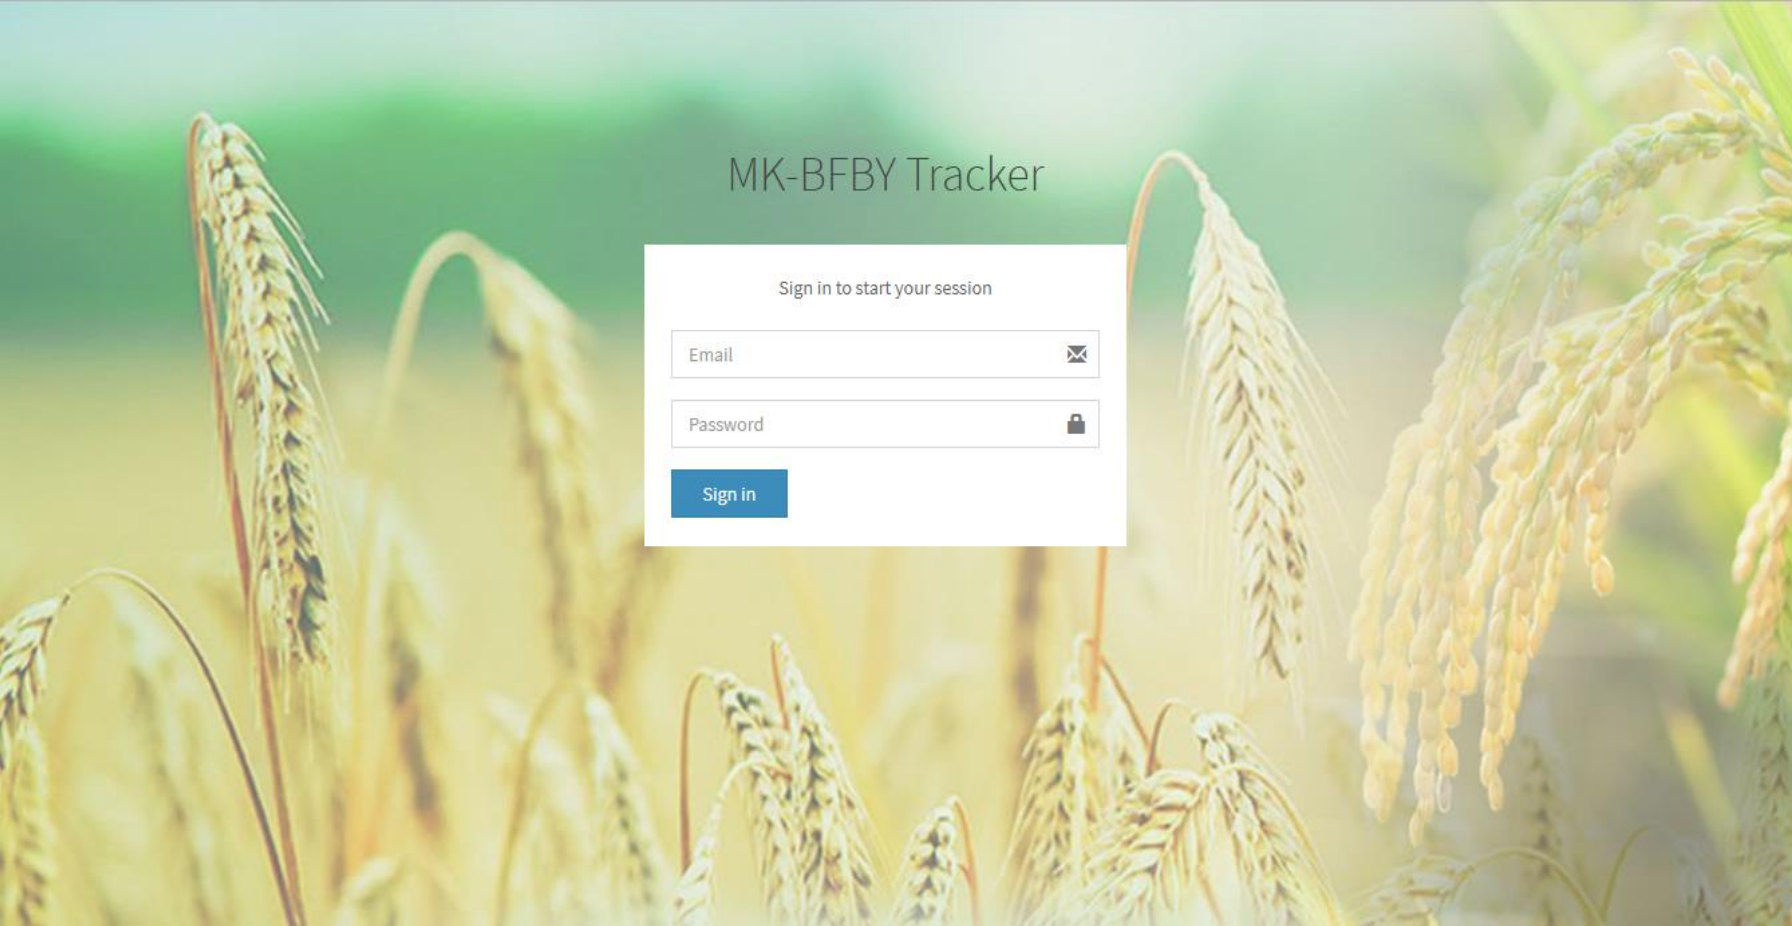 MK-BFBY Tracker
Sign in to start your session
Email
Password
Sign in